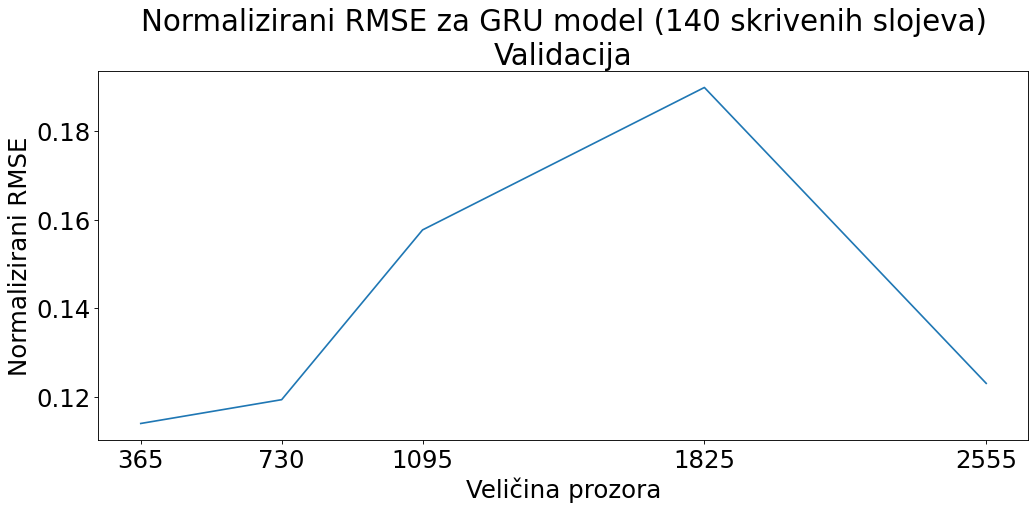 Normalizirani RMSE za GRU model (140 skrivenih slojeva)
Validacija
Normalizirani RMSE
0.18
0.16
0.14
0.12
365 730 1095 1825 2555
Veličina prozora